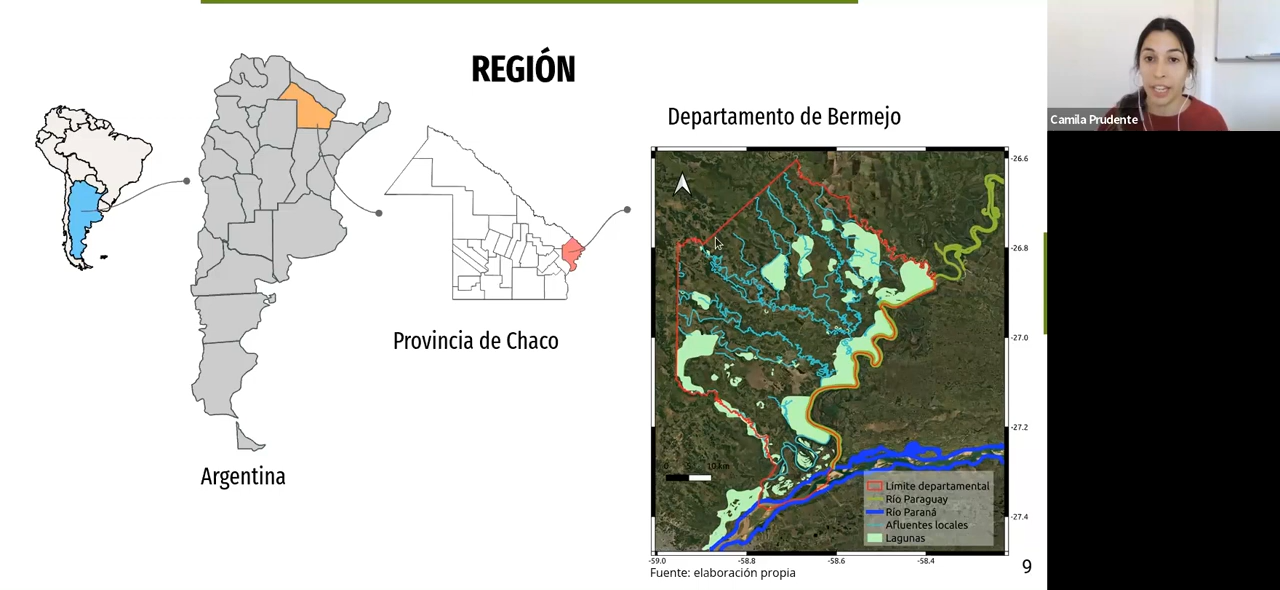 REGIÓN
Departamento de Bermejo
Camila Prudente
-26.6
-26.8
-27.0
-27.2
-27.4
Provincia de Chaco
Argentina
0 5 10 km
Límite departamental
Río Paraguay
Río Paraná
Afluentes locales
Lagunas
-59.0 -58.8 -58.6 -58.4
Fuente: elaboración propia
9